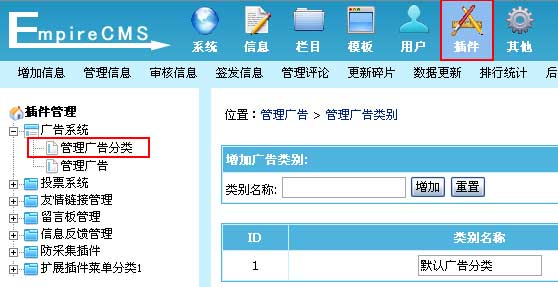 EmpireCMS
系统 信息 栏目 模板 用户 插件 其他
增加信息 管理信息 审核信息 签发信息 管理评论 更新碎片 数据更新 排行统计
插件管理
广告系统
管理广告分类
管理广告
投票系统
友情链接管理
留言板管理
信息反馈管理
防采集插件
扩展插件菜单分类1
位置：管理广告 > 管理广告类别
增加广告类别:
类别名称: 增加 重置
ID 类别名称
1 默认广告分类